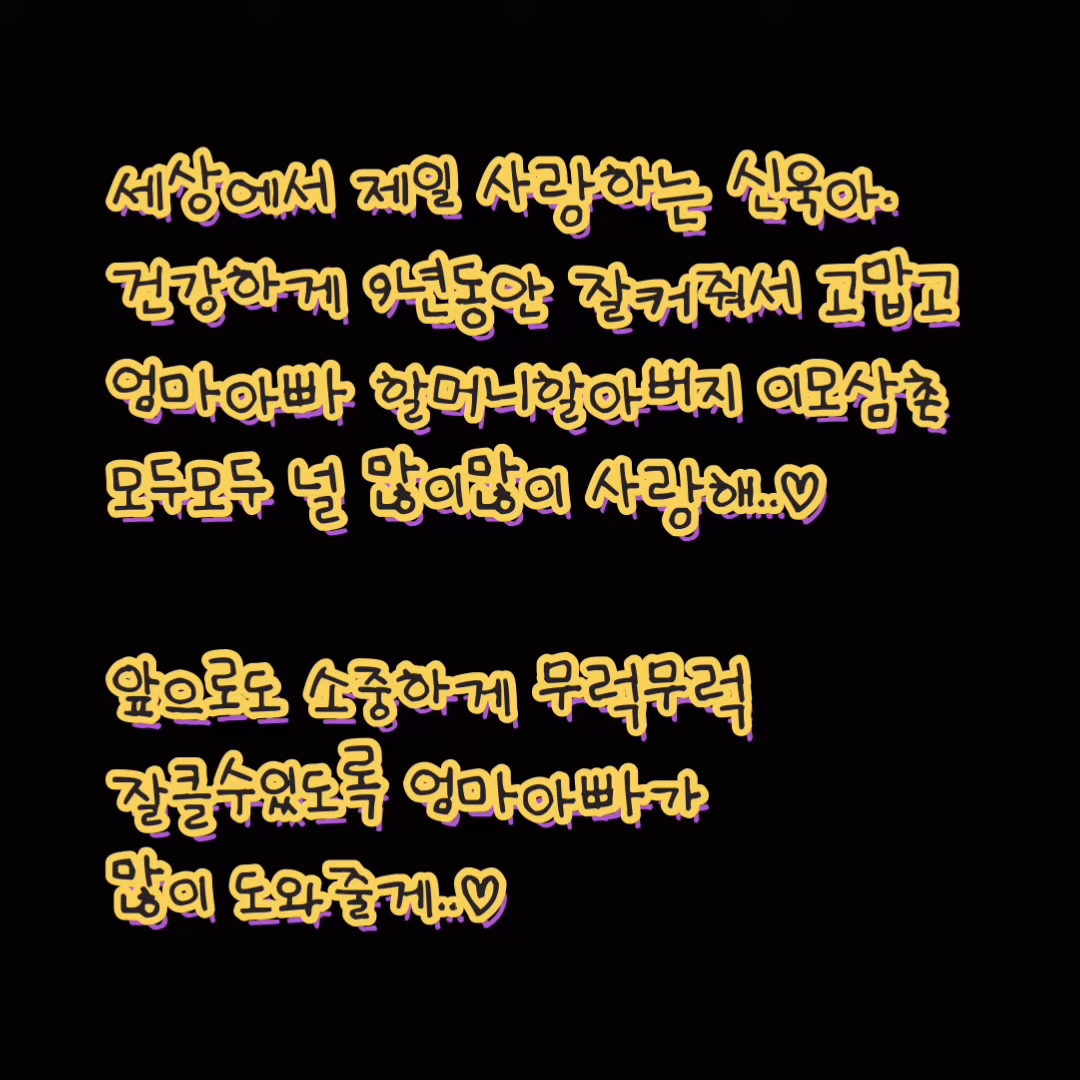 세상에서 제일 사랑하는 신욱아.
건강하게 9년동안 잘커줘서 고맙고
엄마아빠 할머니할아버지 이모삼촌
모두모두 널 많이많이 사랑해..♡
앞으로도 소중하게 무럭무럭
잘클수있도록 엄마아빠가
많이 도와줄게..♡